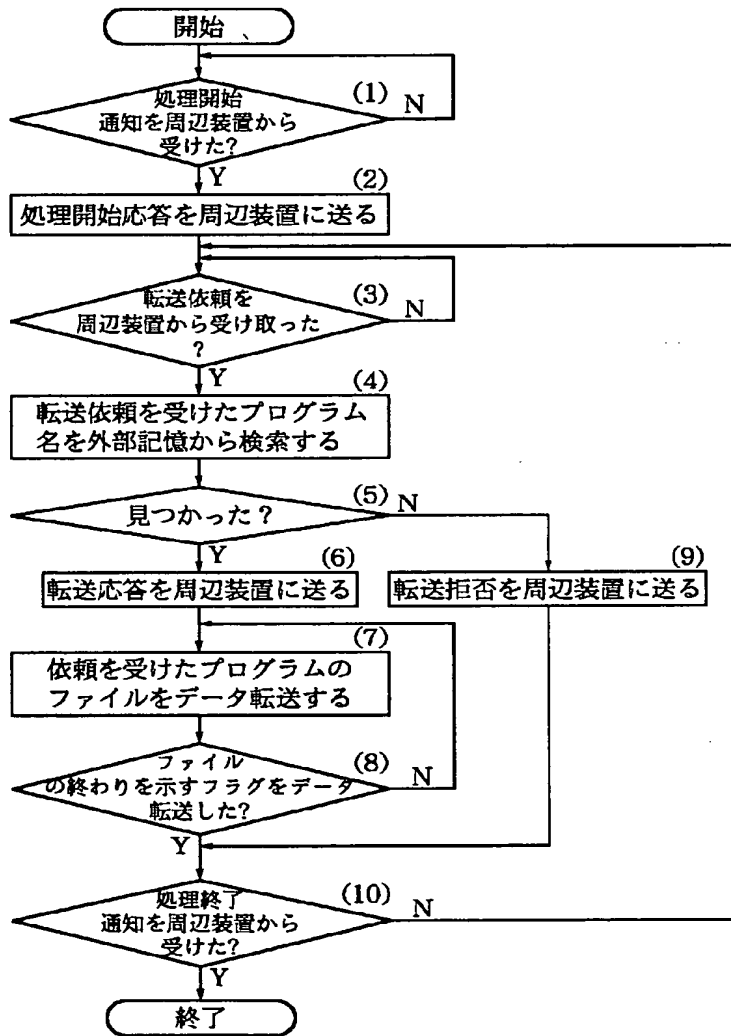 開始
(1)
処理開始
通知を周辺装置から
受けた?
N
Y
(2)
処理開始応答を周辺装置に送る
(3)
転送依頼を
周辺装置から受け取った
?
N
Y
(4)
転送依頼を受けたプログラム
名を外部記憶から検索する
(5)
見つかった?
N
Y
(6)
転送応答を周辺装置に送る
(9)
転送拒否を周辺装置に送る
(7)
依頼を受けたプログラムの
ファイルをデータ転送する
(8)
ファイル
の終わりを示すフラグをデータ
転送した?
N
Y
(10)
処理終了
通知を周辺装置から
受けた?
N
Y
終了